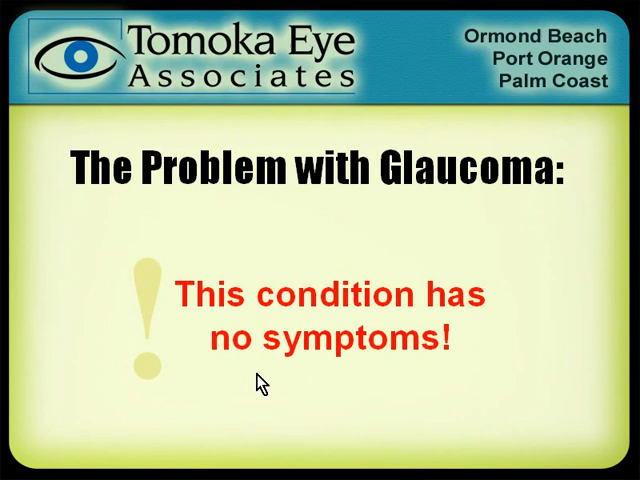 Tomoka Eye
Associates
Ormond Beach
Port Orange
Palm Coast
The Problem with Glaucoma:
!
This condition has
no symptoms!